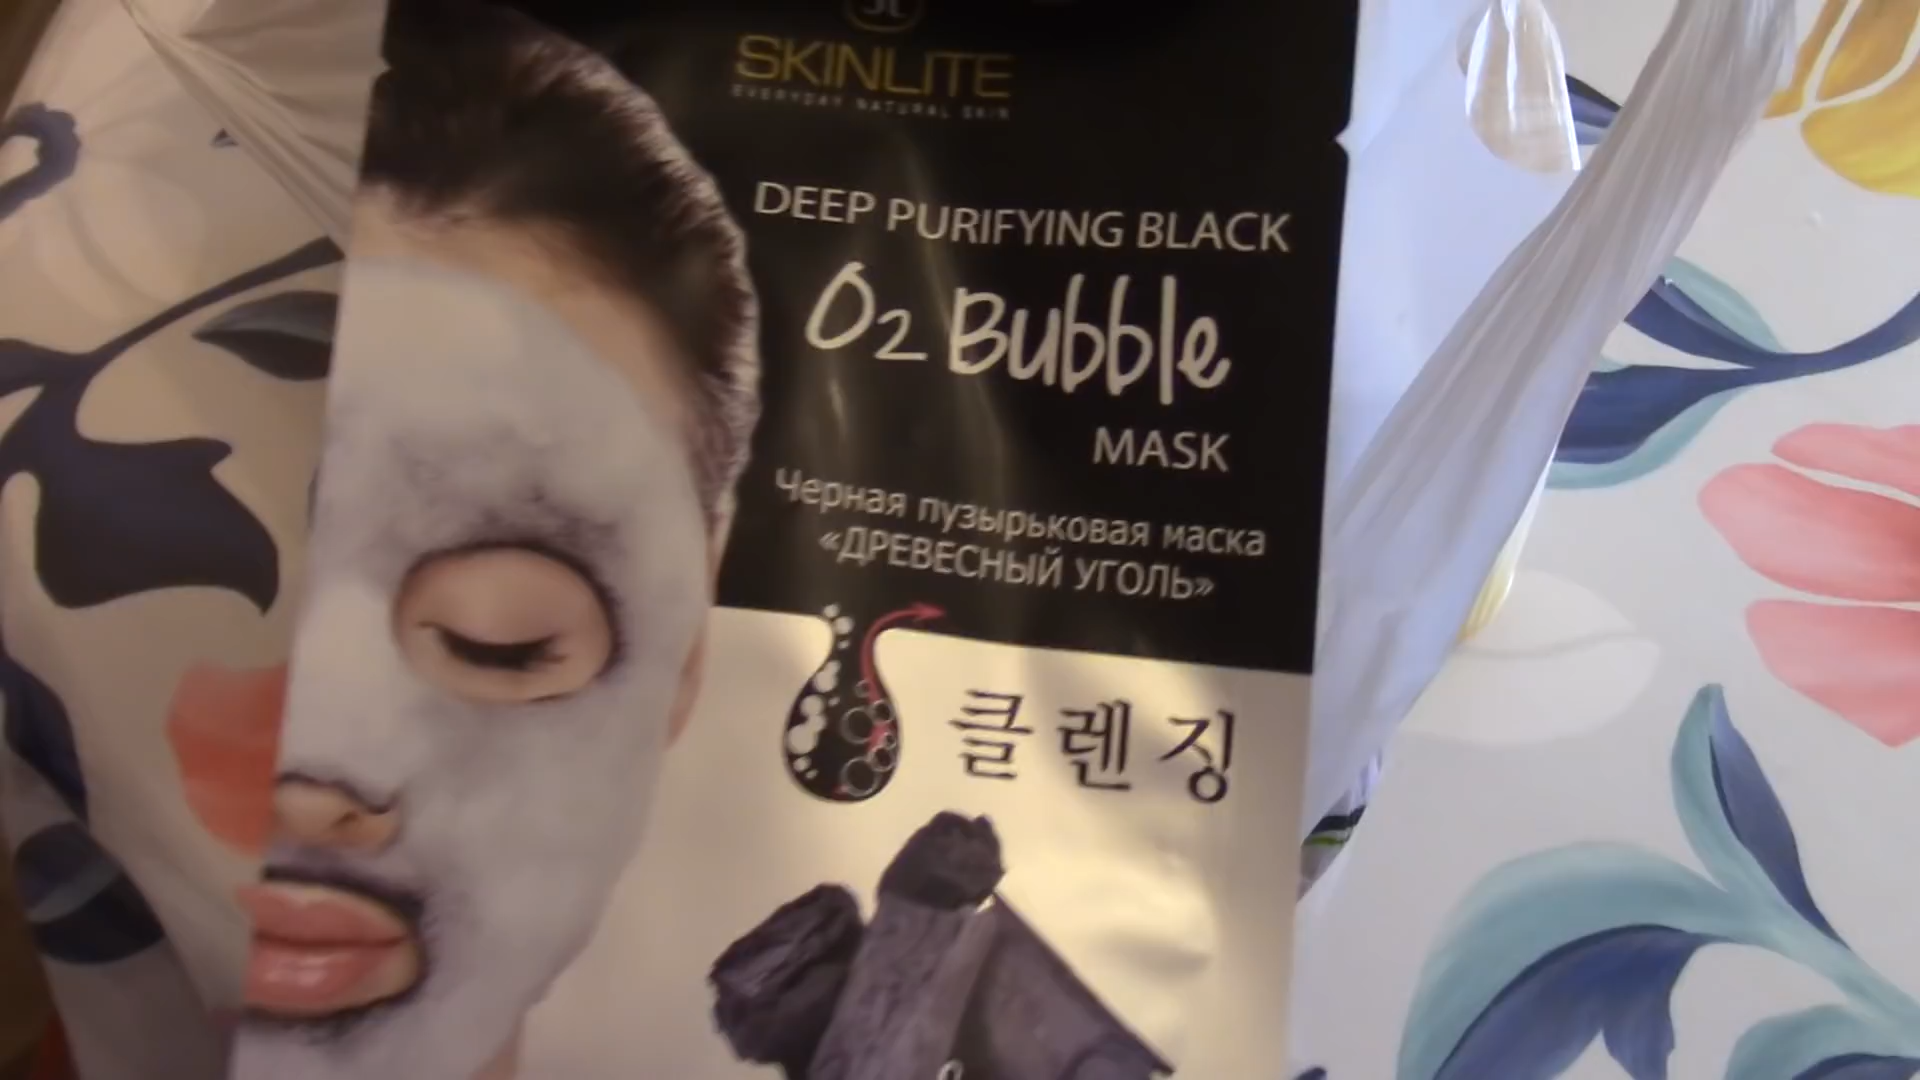 SKINLITE
EVERYDAY NATURAL SKIN
DEEP PURIFYING BLACK
O2 Bubble
MASK
Черная пузырьковая маска
«ДРЕВЕСНЫЙ УГОЛЬ»
클렌징